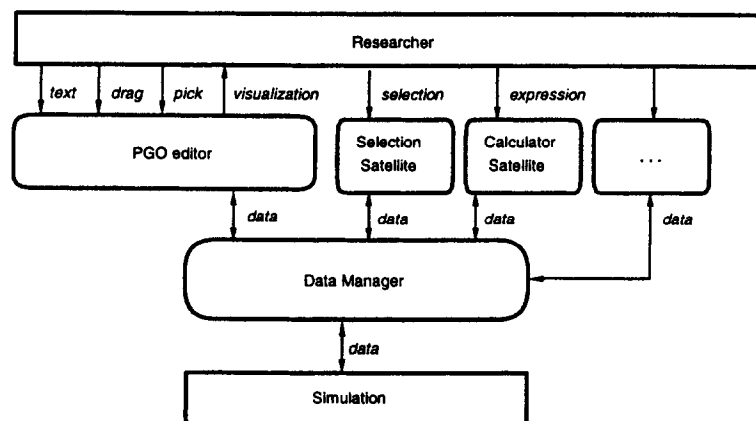 Researcher
text drag pick visualization selection expression
PGO editor
Selection
Satellite
Calculator
Satellite
...
data data data data
Data Manager
data
Simulation